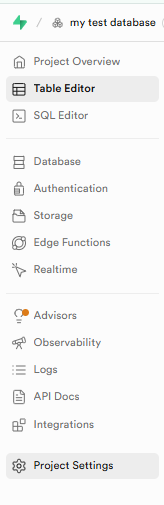 / my test database
Project Overview
Table Editor
SQL Editor
Database
Authentication
Storage
Edge Functions
Realtime
Advisors
Observability
Logs
API Docs
Integrations
Project Settings